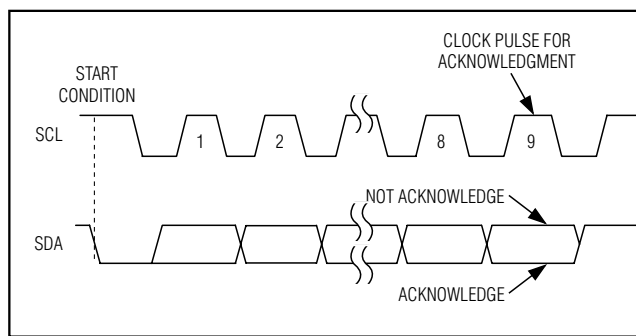 CLOCK PULSE FOR
ACKNOWLEDGMENT
START
CONDITION
SCL
1
2
8
9
NOT ACKNOWLEDGE
SDA
ACKNOWLEDGE